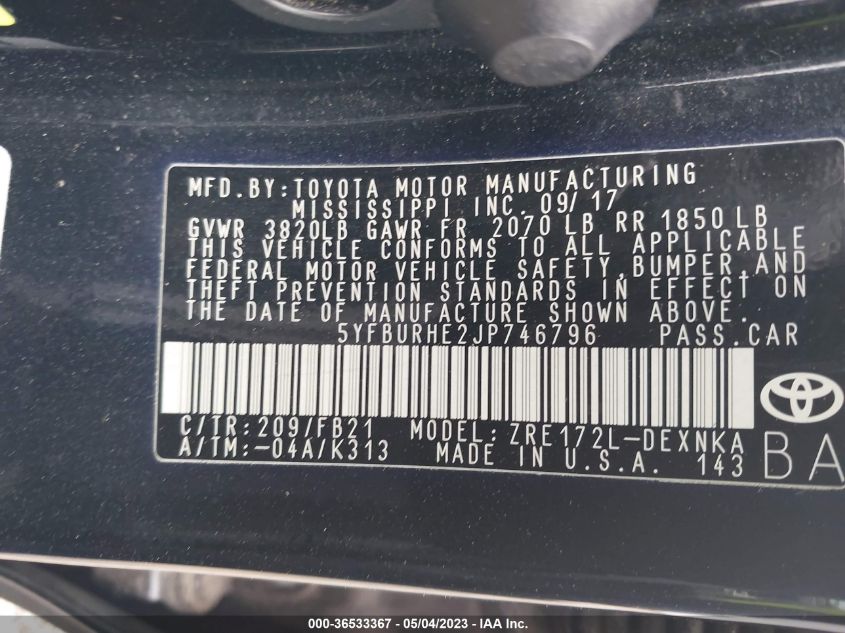 MFD.BY:TOYOTA MOTOR MANUFACTURING
MISSISSIPPI INC. 09/17
GVWR 3820LB GAWR FR 2070 LB RR 1850 LB
THIS VEHICLE CONFORMS TO ALL APPLICABLE
FEDERAL MOTOR VEHICLE SAFETY,BUMPER,AND
THEFT PREVENTION STANDARDS IN EFFECT ON
THE DATE OF MANUFACTURE SHOWN ABOVE.
5YFBURHE2JP746796 PASS.CAR
C/TR:209/FB21 MODEL:ZRE172L-DEXNKA
A/TM:-04A/K313 MADE IN U.S.A. 143
BA
000-36533367 - 05/04/2023 - IAA Inc.